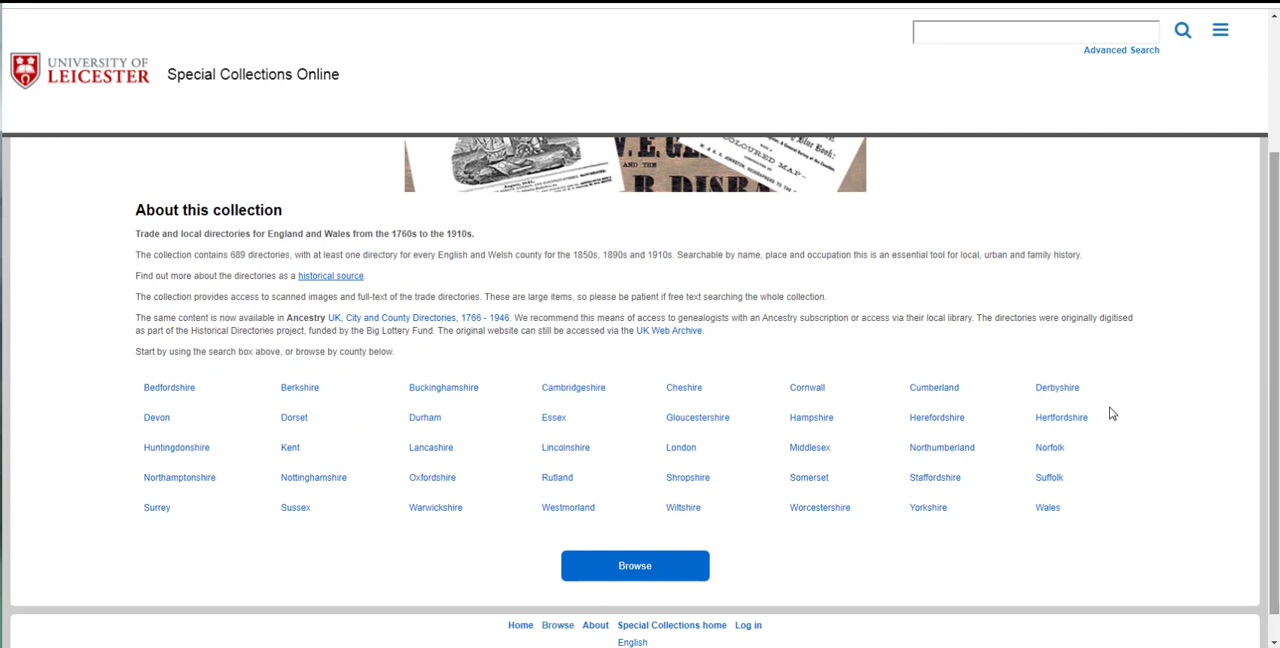 Advanced Search
UNIVERSITY OF
LEICESTER
Special Collections Online
V.E.GL
AND THE
R DISRA
COLOURED MAP
Blue Book:
About this collection
Trade and local directories for England and Wales from the 1760s to the 1910s.
The collection contains 689 directories, with at least one directory for every English and Welsh county for the 1850s, 1890s and 1910s. Searchable by name, place and occupation this is an essential tool for local, urban and family history.
Find out more about the directories as a historical source.
The collection provides access to scanned images and full-text of the trade directories. These are large items, so please be patient if free text searching the whole collection.
The same content is now available in Ancestry UK, City and County Directories, 1766 - 1946. We recommend this means of access to genealogists with an Ancestry subscription or access via their local library. The directories were originally digitised
as part of the Historical Directories project, funded by the Big Lottery Fund. The original website can still be accessed via the UK Web Archive.
Start by using the search box above, or browse by county below.
Bedfordshire Berkshire Buckinghamshire Cambridgeshire Cheshire Cornwall Cumberland Derbyshire
Devon Dorset Durham Essex Gloucestershire Hampshire Herefordshire Hertfordshire
Huntingdonshire Kent Lancashire Lincolnshire London Middlesex Northumberland Norfolk
Northamptonshire Nottinghamshire Oxfordshire Rutland Shropshire Somerset Staffordshire Suffolk
Surrey Sussex Warwickshire Westmorland Wiltshire Worcestershire Yorkshire Wales
Browse
Home Browse About Special Collections home Log in
English